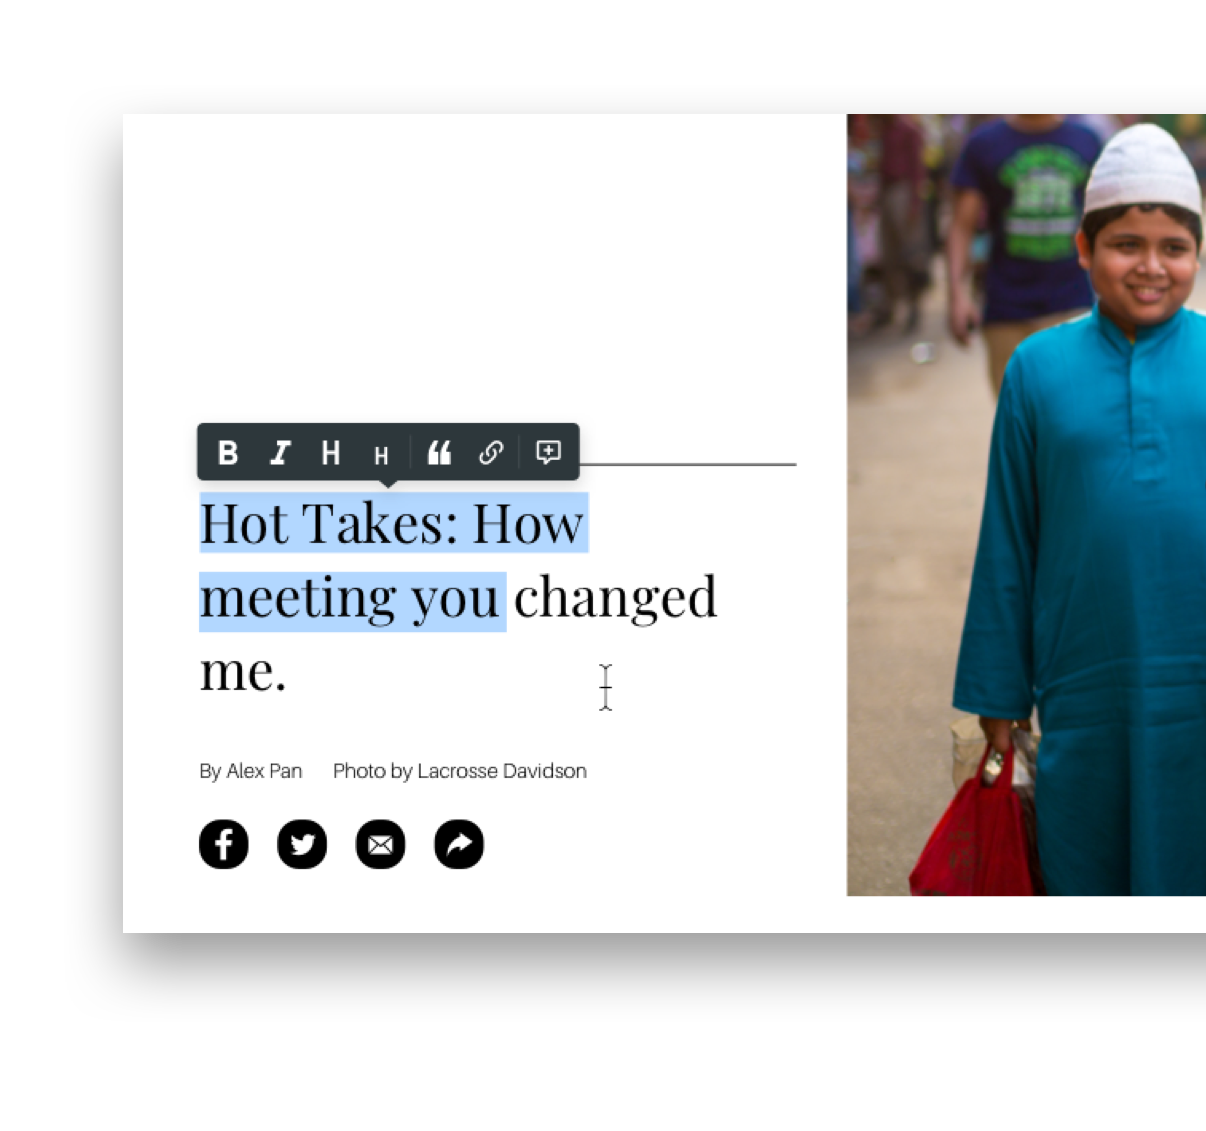 B I H H
Hot Takes: How
meeting you changed
me.
By Alex Pan Photo by Lacrosse Davidson